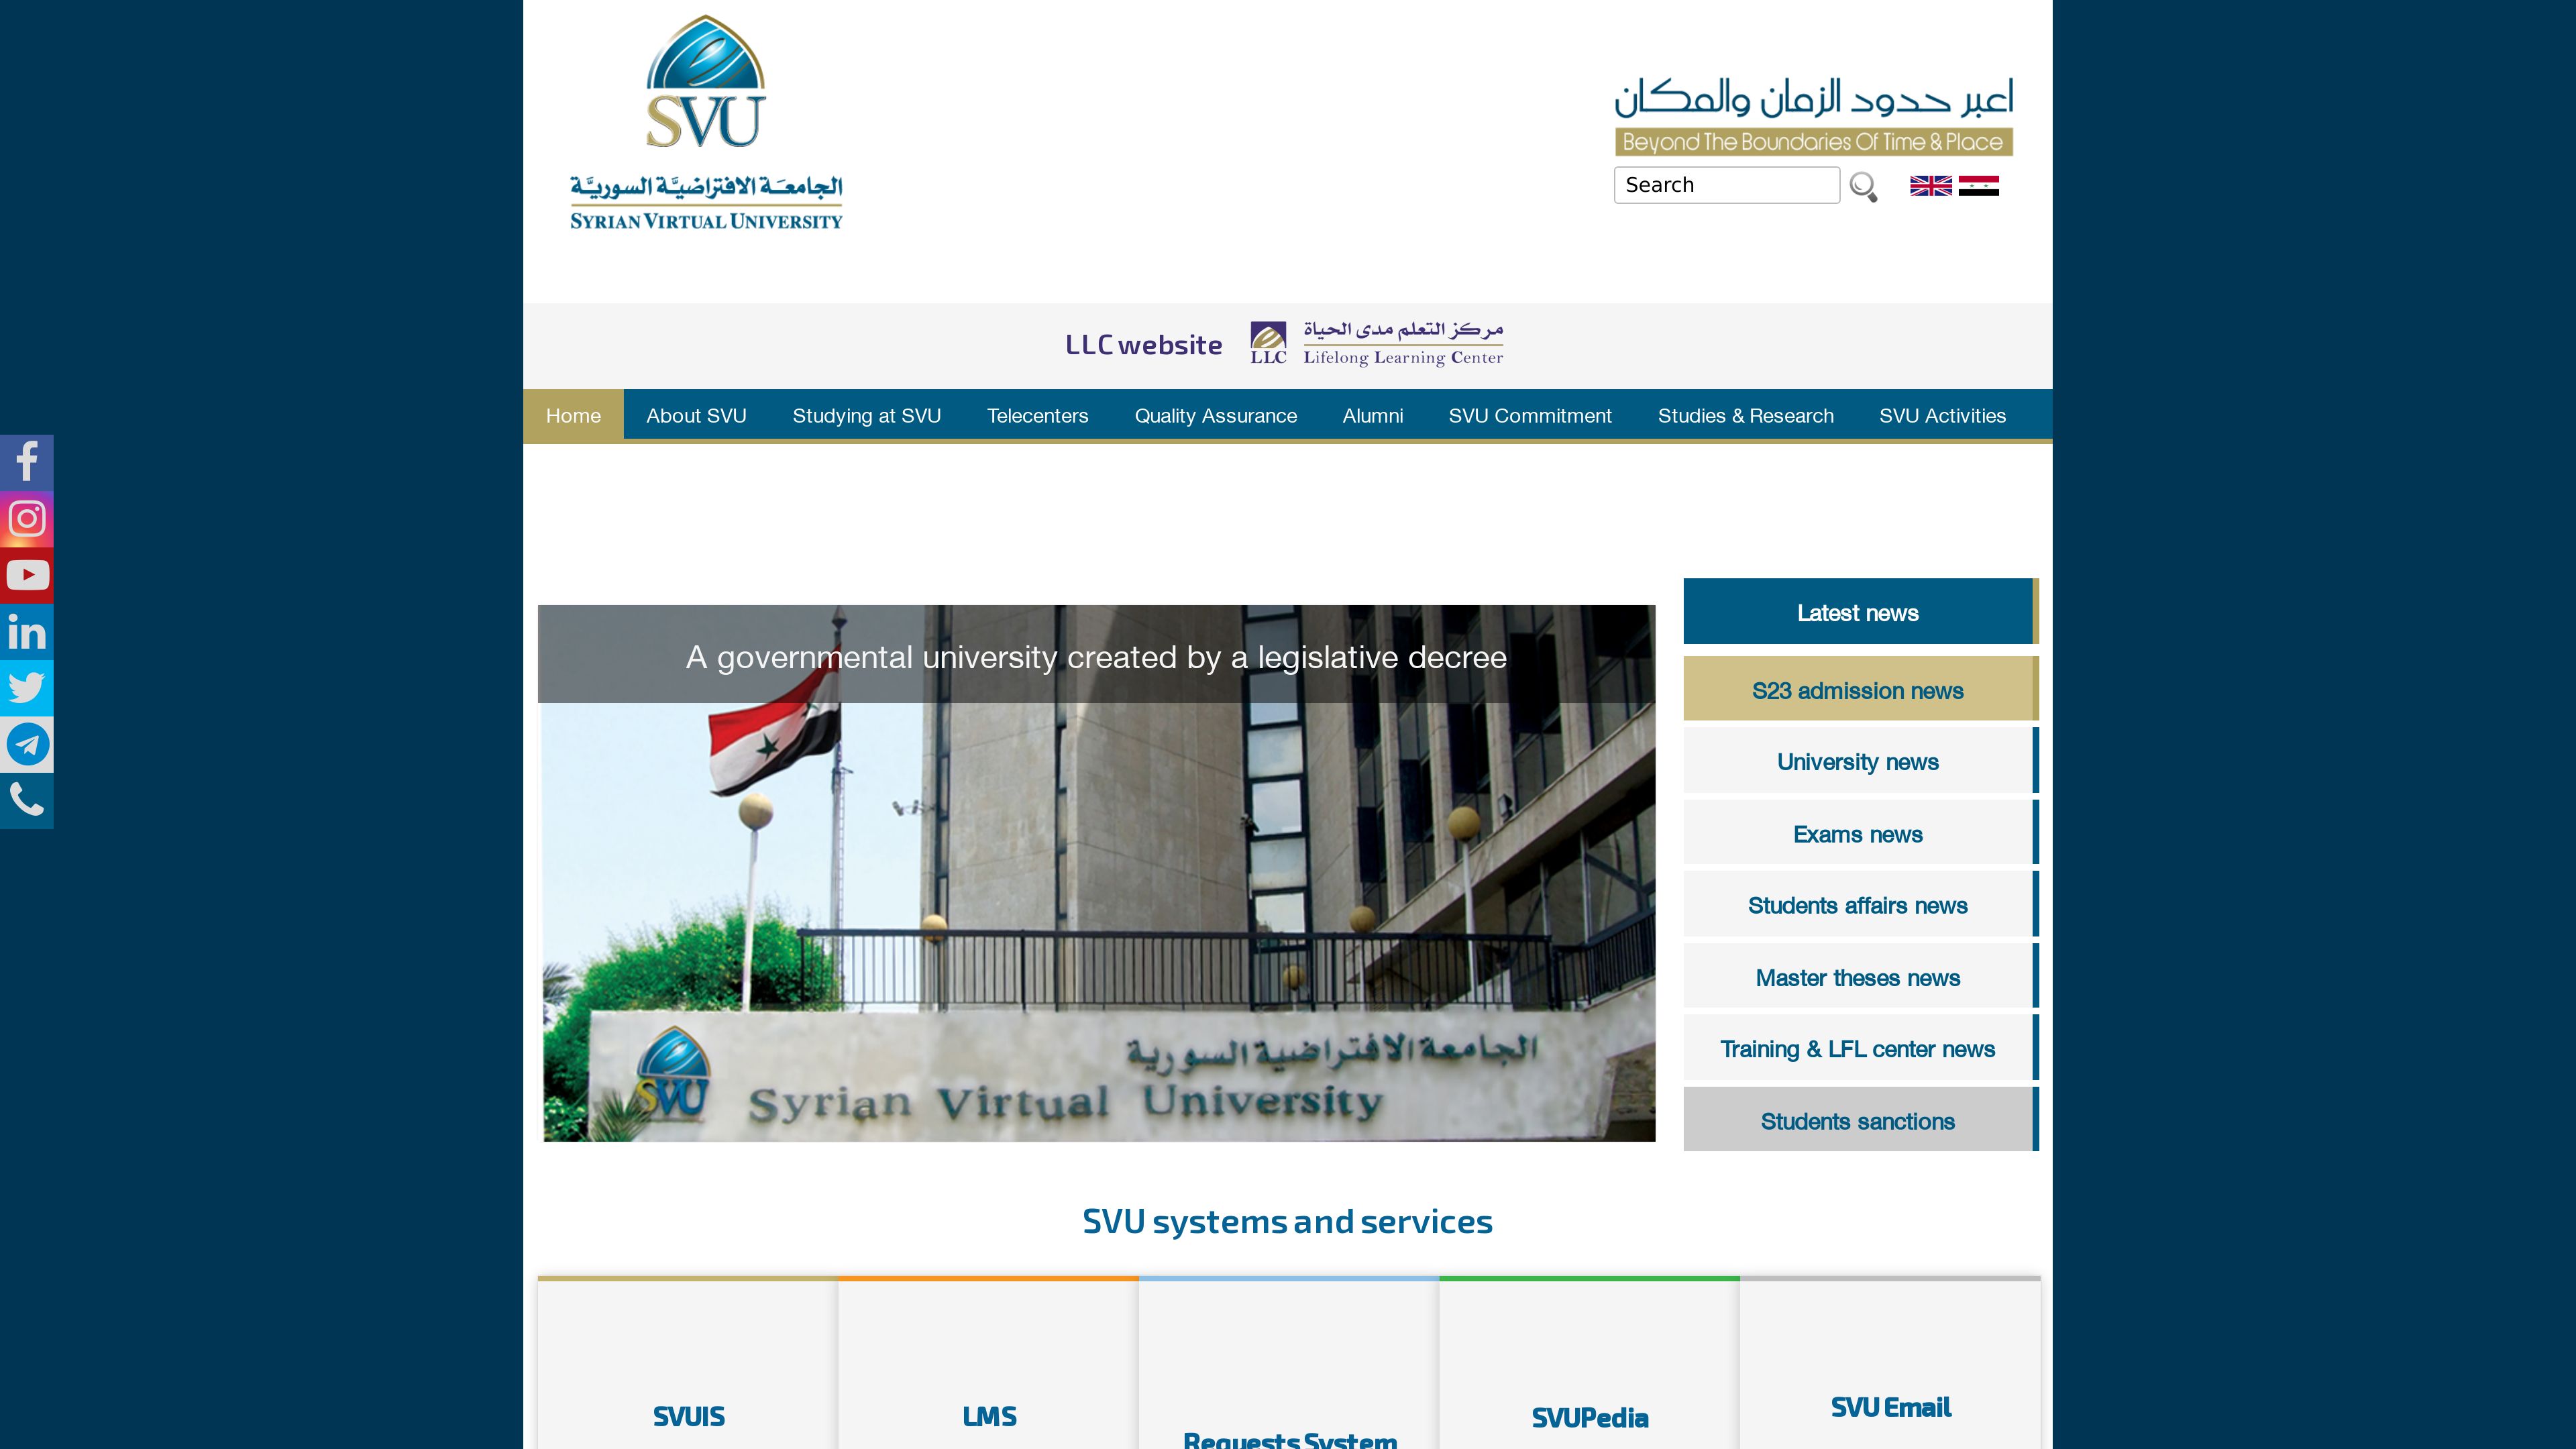 SVU
الجامعـة الافتراضيـة السوريـة
SYRIAN VIRTUAL UNIVERSITY
اعبر حدود الزمان والمكان
Beyond The Boundaries Of Time & Place
Search
LLC website
LLC
مركز التعلم مدى الحياة
Lifelong Learning Center
Home
About SVU
Studying at SVU
Telecenters
Quality Assurance
Alumni
SVU Commitment
Studies & Research
SVU Activities
A governmental university created by a legislative decree
SVU
الجامعة الافتراضية السورية
Syrian Virtual University
Latest news
S23 admission news
University news
Exams news
Students affairs news
Master theses news
Training & LFL center news
Students sanctions
SVU systems and services
SVUIS
LMS
Requests System
SVUPedia
SVU Email